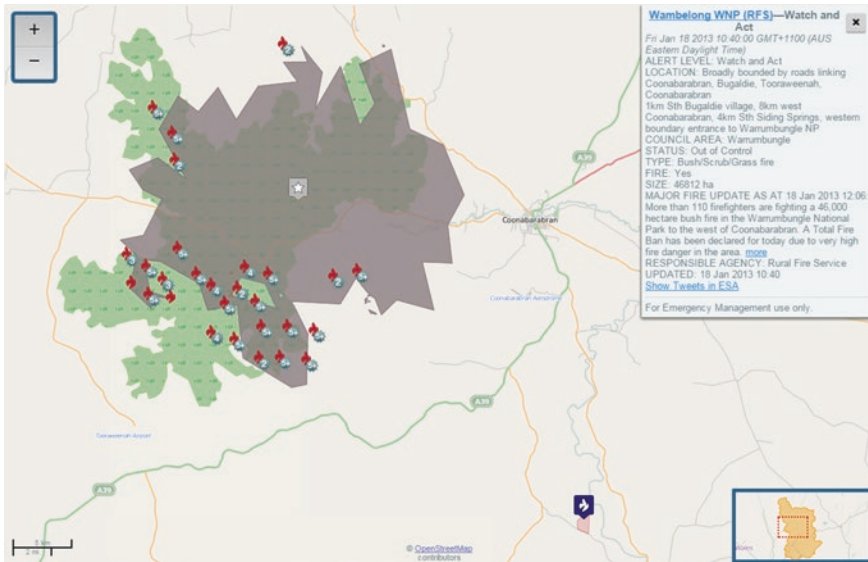 +
−
Wambelong WNP (RFS)—Watch and
Act
Fri Jan 18 2013 10:40:00 GMT+1100 (AUS
Eastern Daylight Time)
ALERT LEVEL: Watch and Act
LOCATION: Broadly bounded by roads linking
Coonabarabran, Bugaldie, Tooraweenah,
Coonabarabran
1km Sth Bugaldie village, 8km west
Coonabarabran, 4km Sth Siding Springs, western
boundary entrance to Warrumbungle NP
COUNCIL AREA: Warrumbungle
STATUS: Out of Control
TYPE: Bush/Scrub/Grass fire
FIRE: Yes
SIZE: 46812 ha
MAJOR FIRE UPDATE AS AT 18 Jan 2013 12:06
More than 110 firefighters are fighting a 46,000
hectare bush fire in the Warrumbungle National
Park to the west of Coonabarabran. A Total Fire
Ban has been declared for today due to very high
fire danger in the area. more
RESPONSIBLE AGENCY: Rural Fire Service
UPDATED: 18 Jan 2013 10:40
Show Tweets in ESA
For Emergency Management use only.
A39
Coonabarabran
Coonabarabran Aerodrome
A39
Tooraweenah Airport
A39
5 km
2 mi
© OpenStreetMap
contributors